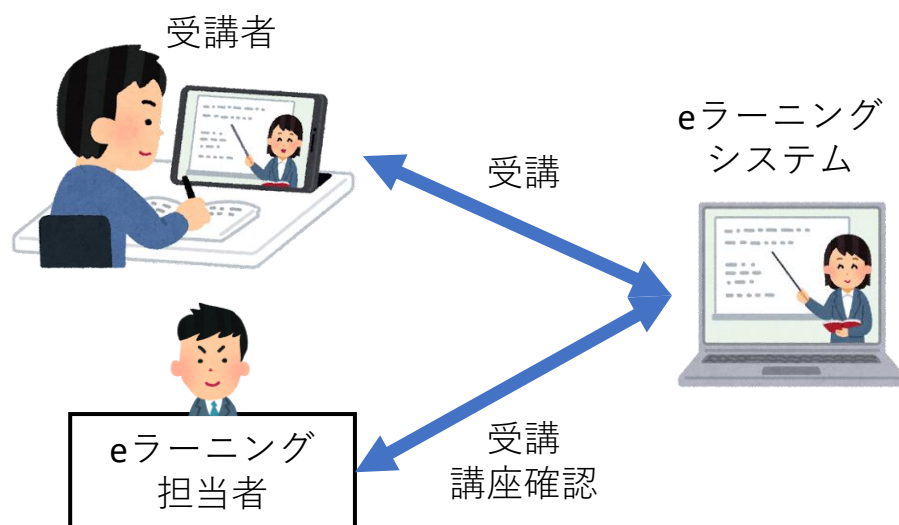 受講者
eラーニング
システム
受講
eラーニング
担当者
受講
講座確認